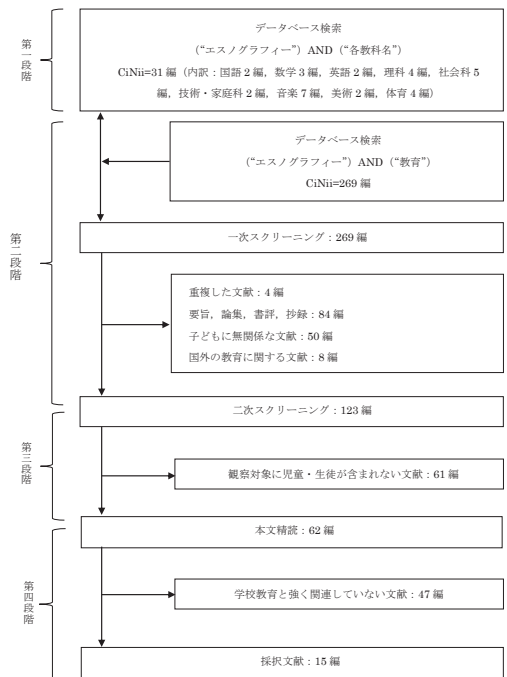 第一段階
データベース検索
(“エスノグラフィー”) AND (“各教科名”)
CiNii=31 編 (内訳:国語 2 編, 数学 3 編, 英語 2 編, 理科 4 編, 社会科 5
編, 技術・家庭科 2 編, 音楽 7 編, 美術 2 編, 体育 4 編)
第二段階
データベース検索
(“エスノグラフィー”) AND (“教育”)
CiNii=269 編
一次スクリーニング:269 編
重複した文献:4 編
要旨, 論集, 書評, 抄録:84 編
子どもに無関係な文献:50 編
国外の教育に関する文献:8 編
第三段階
二次スクリーニング:123 編
観察対象に児童・生徒が含まれない文献:61 編
第四段階
本文精読:62 編
学校教育と強く関連していない文献:47 編
採択文献:15 編